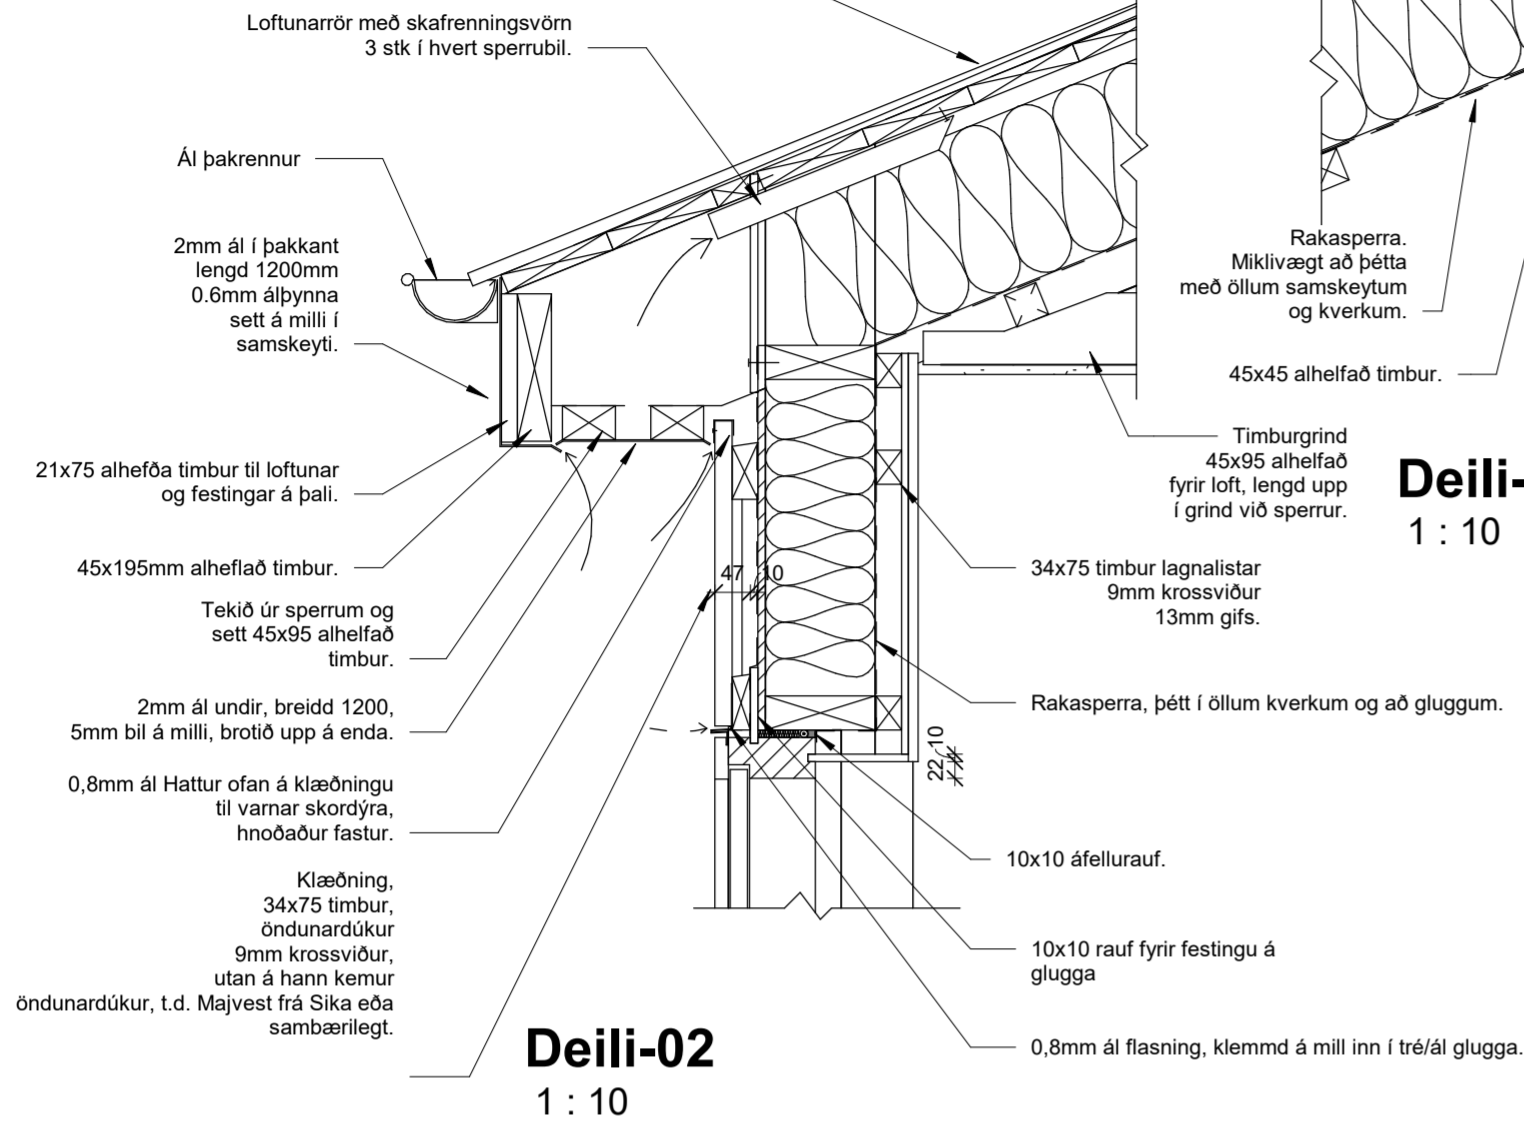 Loftunarrör með skafrenningsvörn
3 stk í hvert sperrubil.
Ál þakrennur
2mm ál í þakkant
lengd 1200mm
0.6mm álþynna
sett á milli í
samskeyti.
21x75 alhefða timbur til loftunar
og festingar á þali.
45x195mm alheflað timbur.
Tekið úr sperrum og
sett 45x95 alhelfað
timbur.
2mm ál undir, breidd 1200,
5mm bil á milli, brotið upp á enda.
0,8mm ál Hattur ofan á klæðningu
til varnar skordýra,
hnoðaður fastur.
Klæðning,
34x75 timbur,
öndunardúkur
9mm krossviður,
utan á hann kemur
öndunardúkur, t.d. Majvest frá Sika eða
sambærilegt.
Deili-02
1 : 10
47
10
22
10
Rakasperra.
Miklivægt að þétta
með öllum samskeytum
og kverkum.
45x45 alhelfað timbur.
Timburgrind
45x95 alhelfað
fyrir loft, lengd upp
í grind við sperrur.
Deili-
1 : 10
34x75 timbur lagnalistar
9mm krossviður
13mm gifs.
Rakasperra, þétt í öllum kverkum og að gluggum.
10x10 áfellurauf.
10x10 rauf fyrir festingu á
glugga
0,8mm ál flasning, klemmd á mill inn í tré/ál glugga.